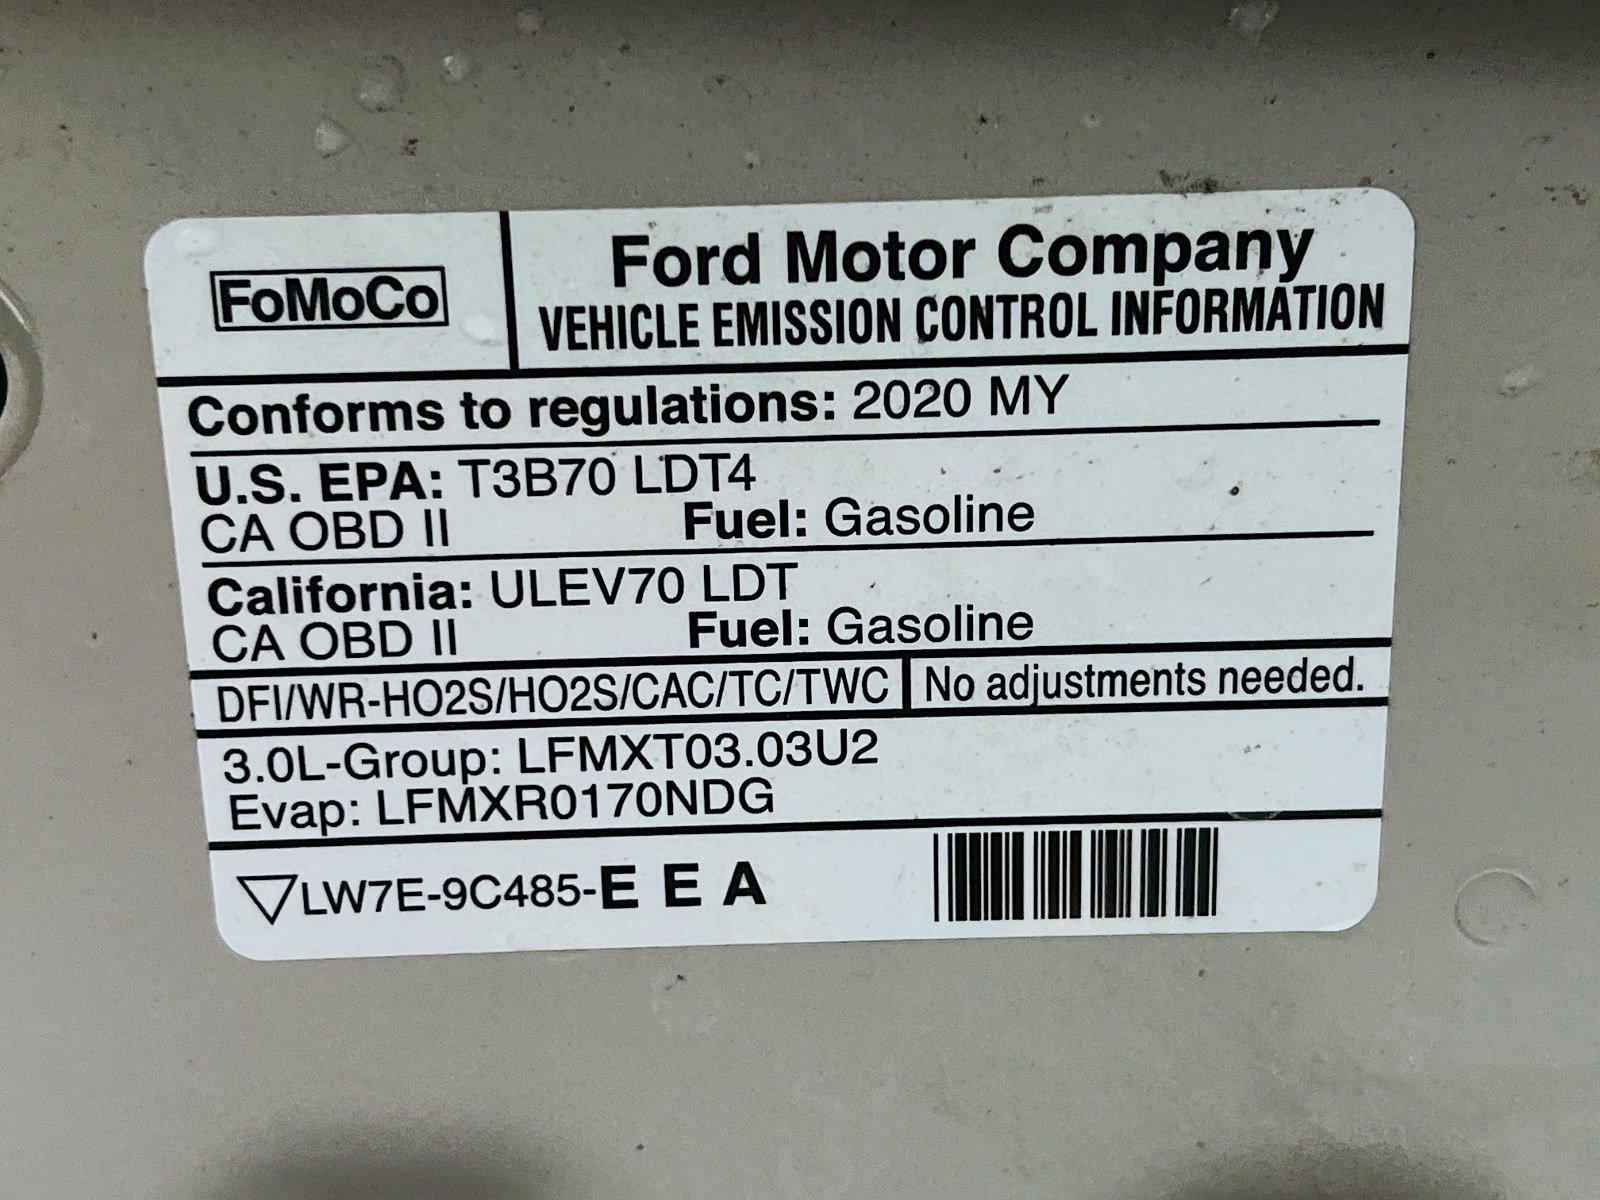 FoMoCo
Ford Motor Company
VEHICLE EMISSION CONTROL INFORMATION
Conforms to regulations: 2020 MY
U.S. EPA: T3B70 LDT4
CA OBD II Fuel: Gasoline
California: ULEV70 LDT
CA OBD II Fuel: Gasoline
DFI/WR-HO2S/HO2S/CAC/TC/TWC No adjustments needed.
3.0L-Group: LFMXT03.03U2
Evap: LFMXR0170NDG
LW7E-9C485-E E A